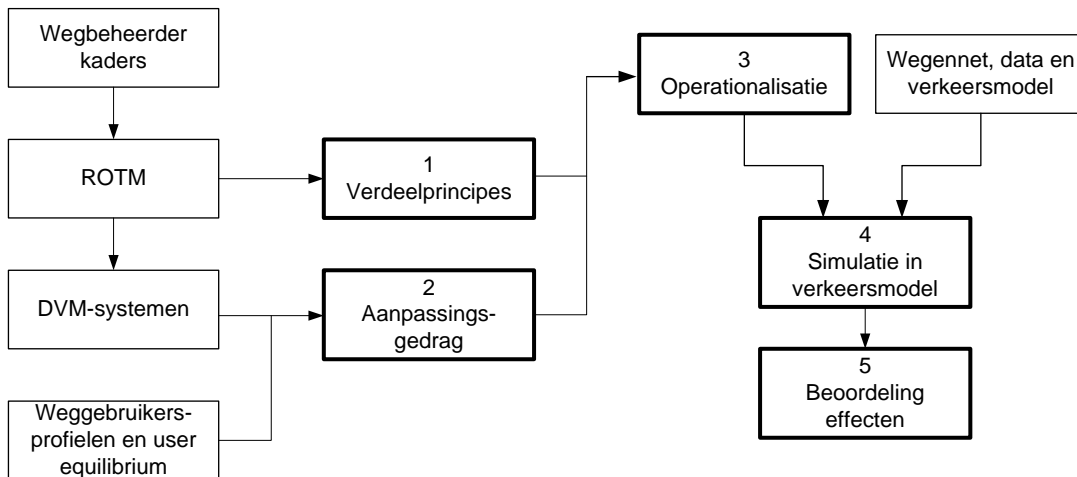 Wegbeheerder
kaders
ROTM
DVM-systemen
Weggebruikers-
profielen en user
equilibrium
1
Verdeelprincipes
2
Aanpassings-
gedrag
3
Operationalisatie
Wegennet, data en
verkeersmodel
4
Simulatie in
verkeersmodel
5
Beoordeling
effecten